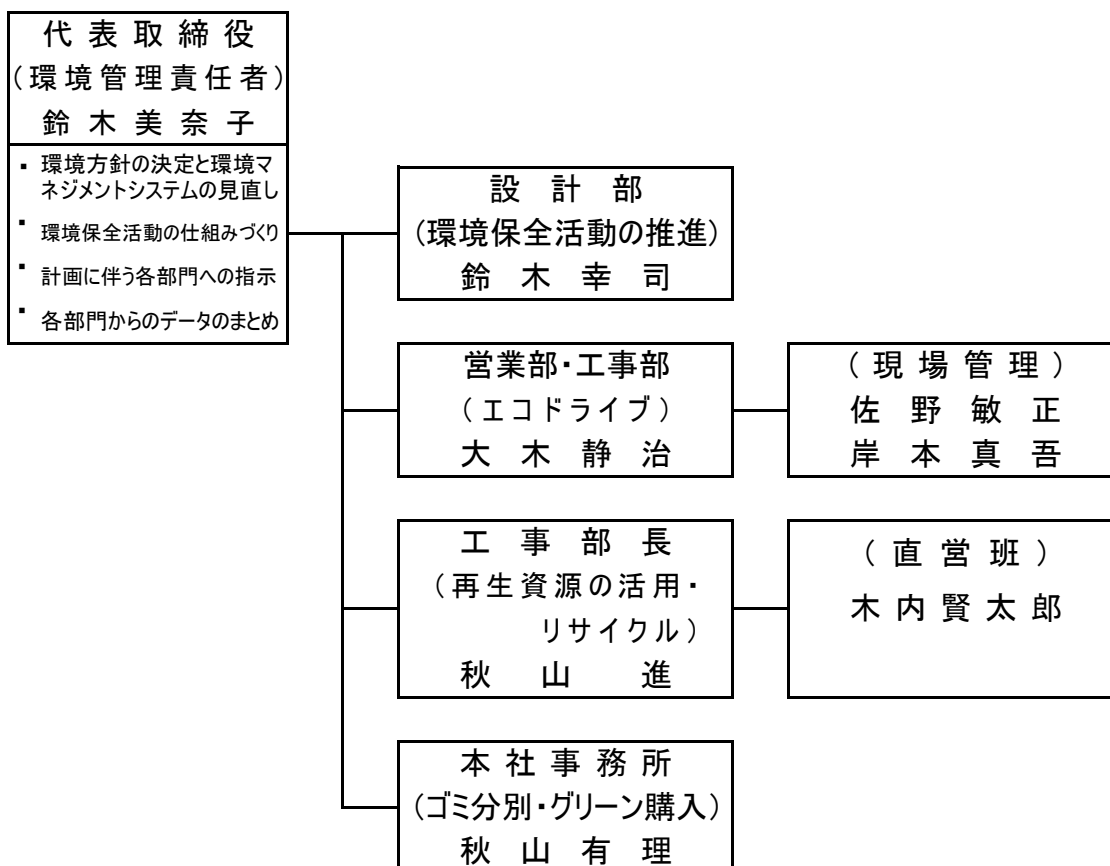 代表取締役
(環境管理責任者)
鈴木美奈子
▪ 環境方針の決定と環境マ
ネジメントシステムの見直し
▪ 環境保全活動の仕組みづくり
▪ 計画に伴う各部門への指示
▪ 各部門からのデータのまとめ
設計部
(環境保全活動の推進)
鈴木幸司
営業部・工事部
(エコドライブ)
大木静治
(現場管理)
佐野敏正
岸本真吾
工事部長
(再生資源の活用・
リサイクル)
秋山進
(直営班)
木内賢太郎
本社事務所
(ゴミ分別・グリーン購入)
秋山有理